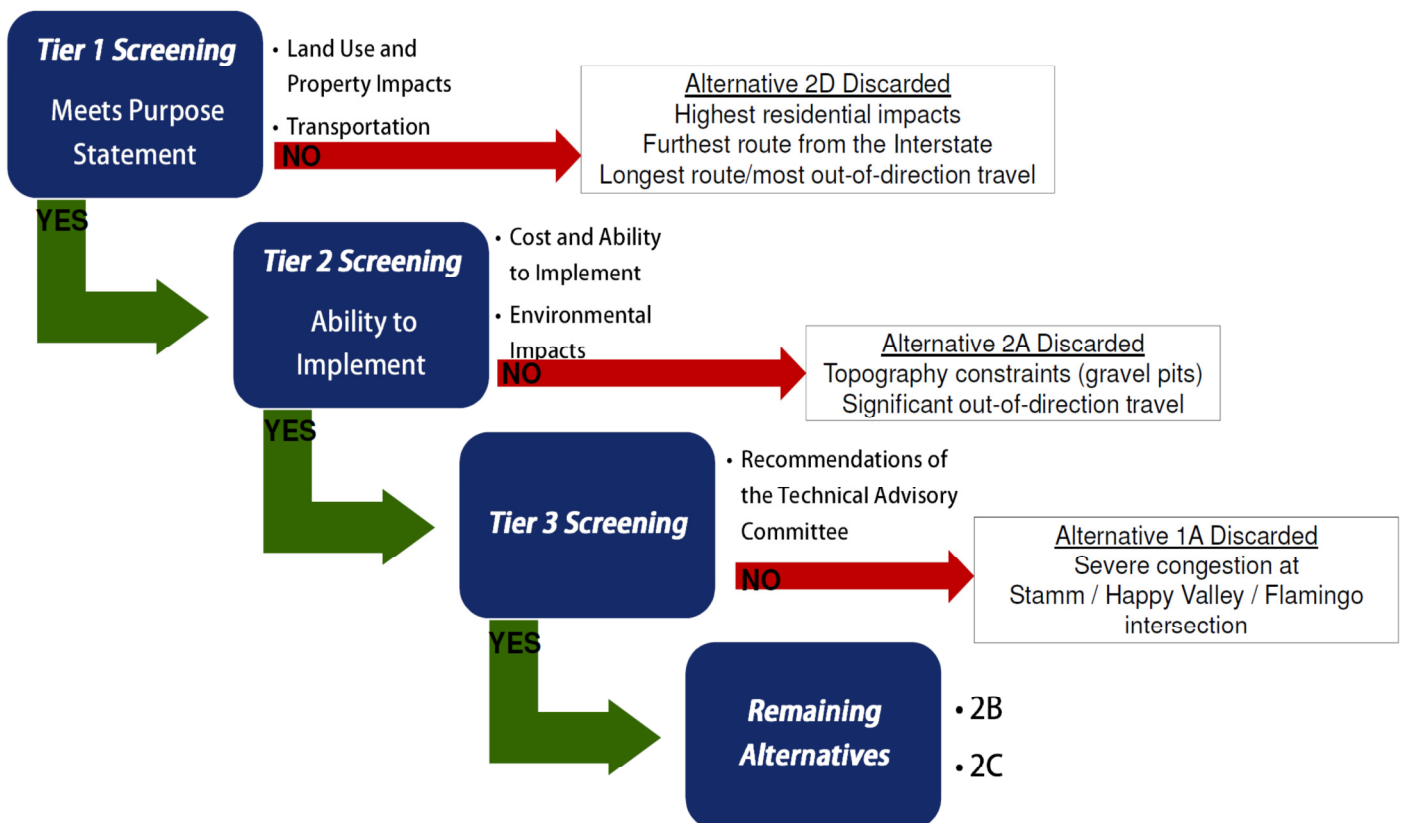 Tier 1 Screening
Meets Purpose
Statement
• Land Use and
Property Impacts
• Transportation
NO
Alternative 2D Discarded
Highest residential impacts
Furthest route from the Interstate
Longest route/most out-of-direction travel
YES
Tier 2 Screening
Ability to
Implement
• Cost and Ability
to Implement
• Environmental
Impacts
NO
Alternative 2A Discarded
Topography constraints (gravel pits)
Significant out-of-direction travel
YES
Tier 3 Screening
• Recommendations of
the Technical Advisory
Committee
NO
Alternative 1A Discarded
Severe congestion at
Stamm / Happy Valley / Flamingo
intersection
YES
Remaining
Alternatives
• 2B
• 2C